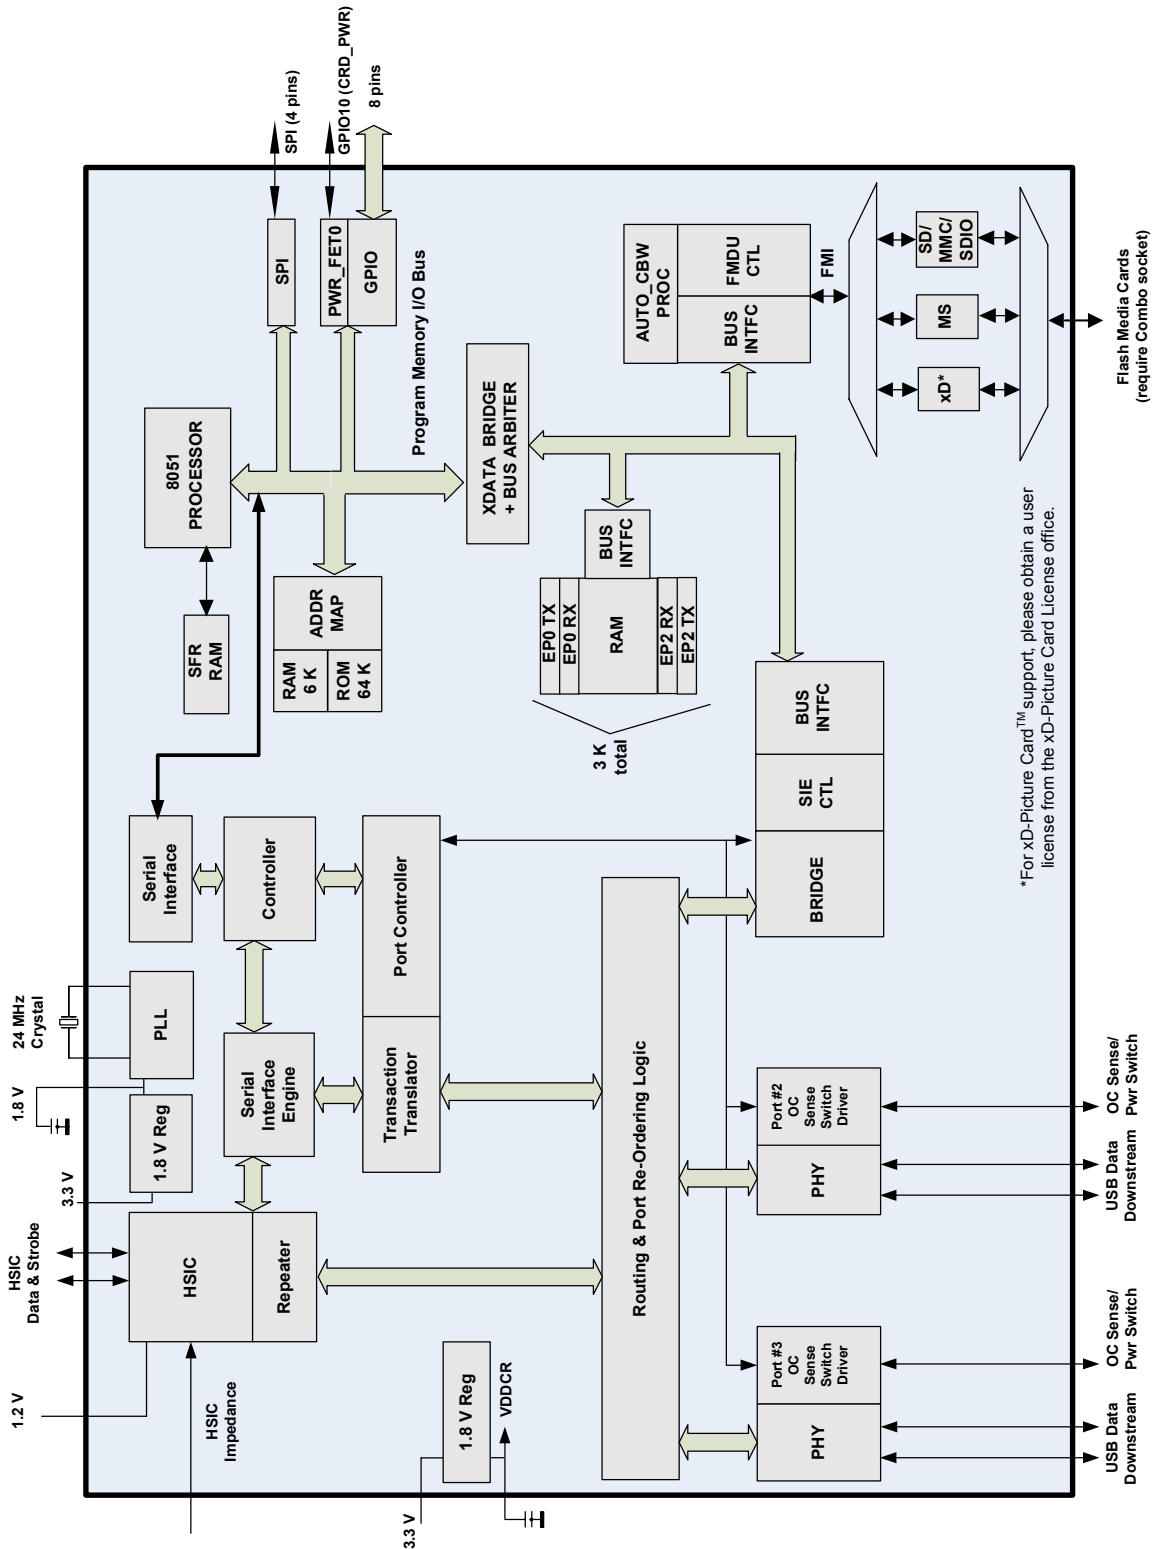 1.2 V
HSIC
Data & Strobe
3.3 V
1.8 V
24 MHz
Crystal
HSIC
Impedance
HSIC
Repeater
1.8 V Reg
PLL
Serial
Interface
Engine
Serial
Interface
Controller
SFR
RAM
8051
PROCESSOR
SPI
SPI (4 pins)
PWR_FET0
GPIO10 (CRD_PWR)
GPIO
8 pins
RAM
6 K
ROM
64 K
ADDR
MAP
Program Memory I/O Bus
3.3 V
1.8 V Reg
VDDCR
Transaction
Translator
Port Controller
XDATA BRIDGE
+ BUS ARBITER
3 K
total
EP0 TX
EP0 RX
RAM
EP2 RX
EP2 TX
BUS
INTFC
AUTO_CBW
PROC
BUS
INTFC
FMDU
CTL
FMI
Routing & Port Re-Ordering Logic
BRIDGE
SIE
CTL
BUS
INTFC
xD*
MS
SD/
MMC/
SDIO
PHY
Port #3
OC
Sense
Switch
Driver
PHY
Port #2
OC
Sense
Switch
Driver
*For xD-Picture Card™ support, please obtain a user
license from the xD-Picture Card License office.
USB Data
Downstream
OC Sense/
Pwr Switch
USB Data
Downstream
OC Sense/
Pwr Switch
Flash Media Cards
(require Combo socket)